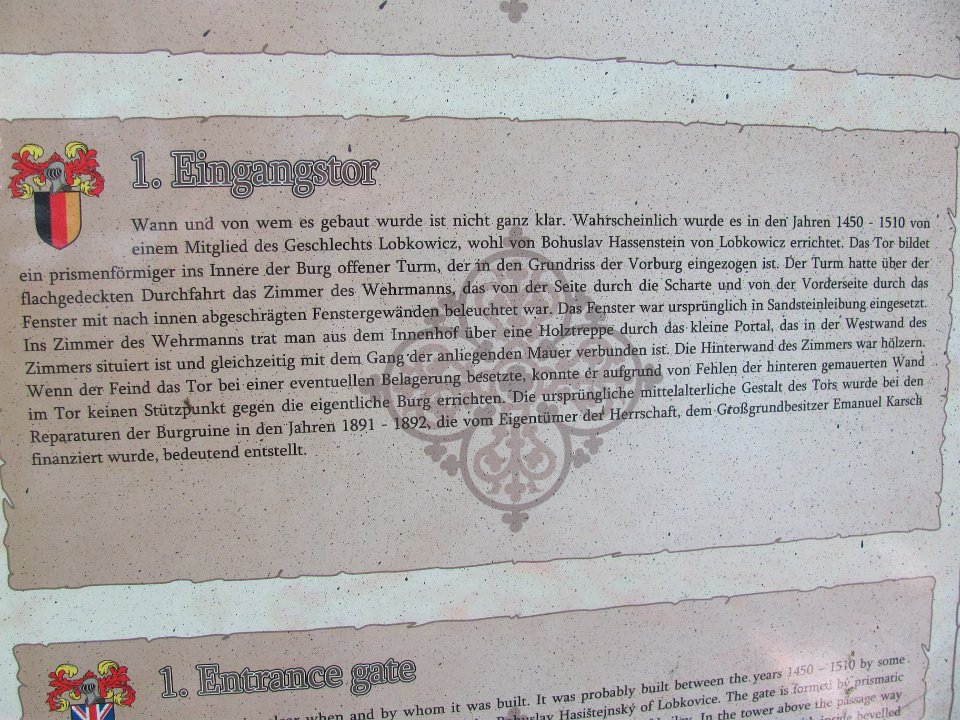 1. Eingangstor
Wann und von wem es gebaut wurde ist nicht ganz klar. Wahrscheinlich wurde es in den Jahren 1450 - 1510 von
einem Mitglied des Geschlechts Lobkowicz, wohl von Bohuslav Hassenstein von Lobkowicz errichtet. Das Tor bildet
ein prismenförmiger ins Innere der Burg offener Turm, der in den Grundriss der Vorburg eingezogen ist. Der Turm hatte über der
flachgedeckten Durchfahrt das Zimmer des Wehrmanns, das von der Seite durch die Scharte und von der Vorderseite durch das
Fenster mit nach innen abgeschrägten Fenstergewänden beleuchtet war. Das Fenster war ursprünglich in Sandsteinleibung eingesetzt.
Ins Zimmer des Wehrmanns trat man aus dem Innenhof über eine Holztreppe durch das kleine Portal, das in der Westwand des
Zimmers situiert ist und gleichzeitig mit dem Gang der anliegenden Mauer verbunden ist. Die Hinterwand des Zimmers war hölzern.
Wenn der Feind das Tor bei einer eventuellen Belagerung besetzte, konnte er aufgrund von Fehlen der hinteren gemauerten Wand
im Tor keinen Stützpunkt gegen die eigentliche Burg errichten. Die ursprüngliche mittelalterliche Gestalt des Tors wurde bei den
Reparaturen der Burgruine in den Jahren 1891 - 1892, die vom Eigentümer der Herrschaft, dem Großgrundbesitzer Emanuel Karsch
finanziert wurde, bedeutend entstellt.
1. Entrance gate
when and by whom it was built. It was probably built between the years 1450 – 1510 by some
Bohuslav Hasištejnský of Lobkovice. The gate is formed by prismatic
In the tower above the passage way
bevelled